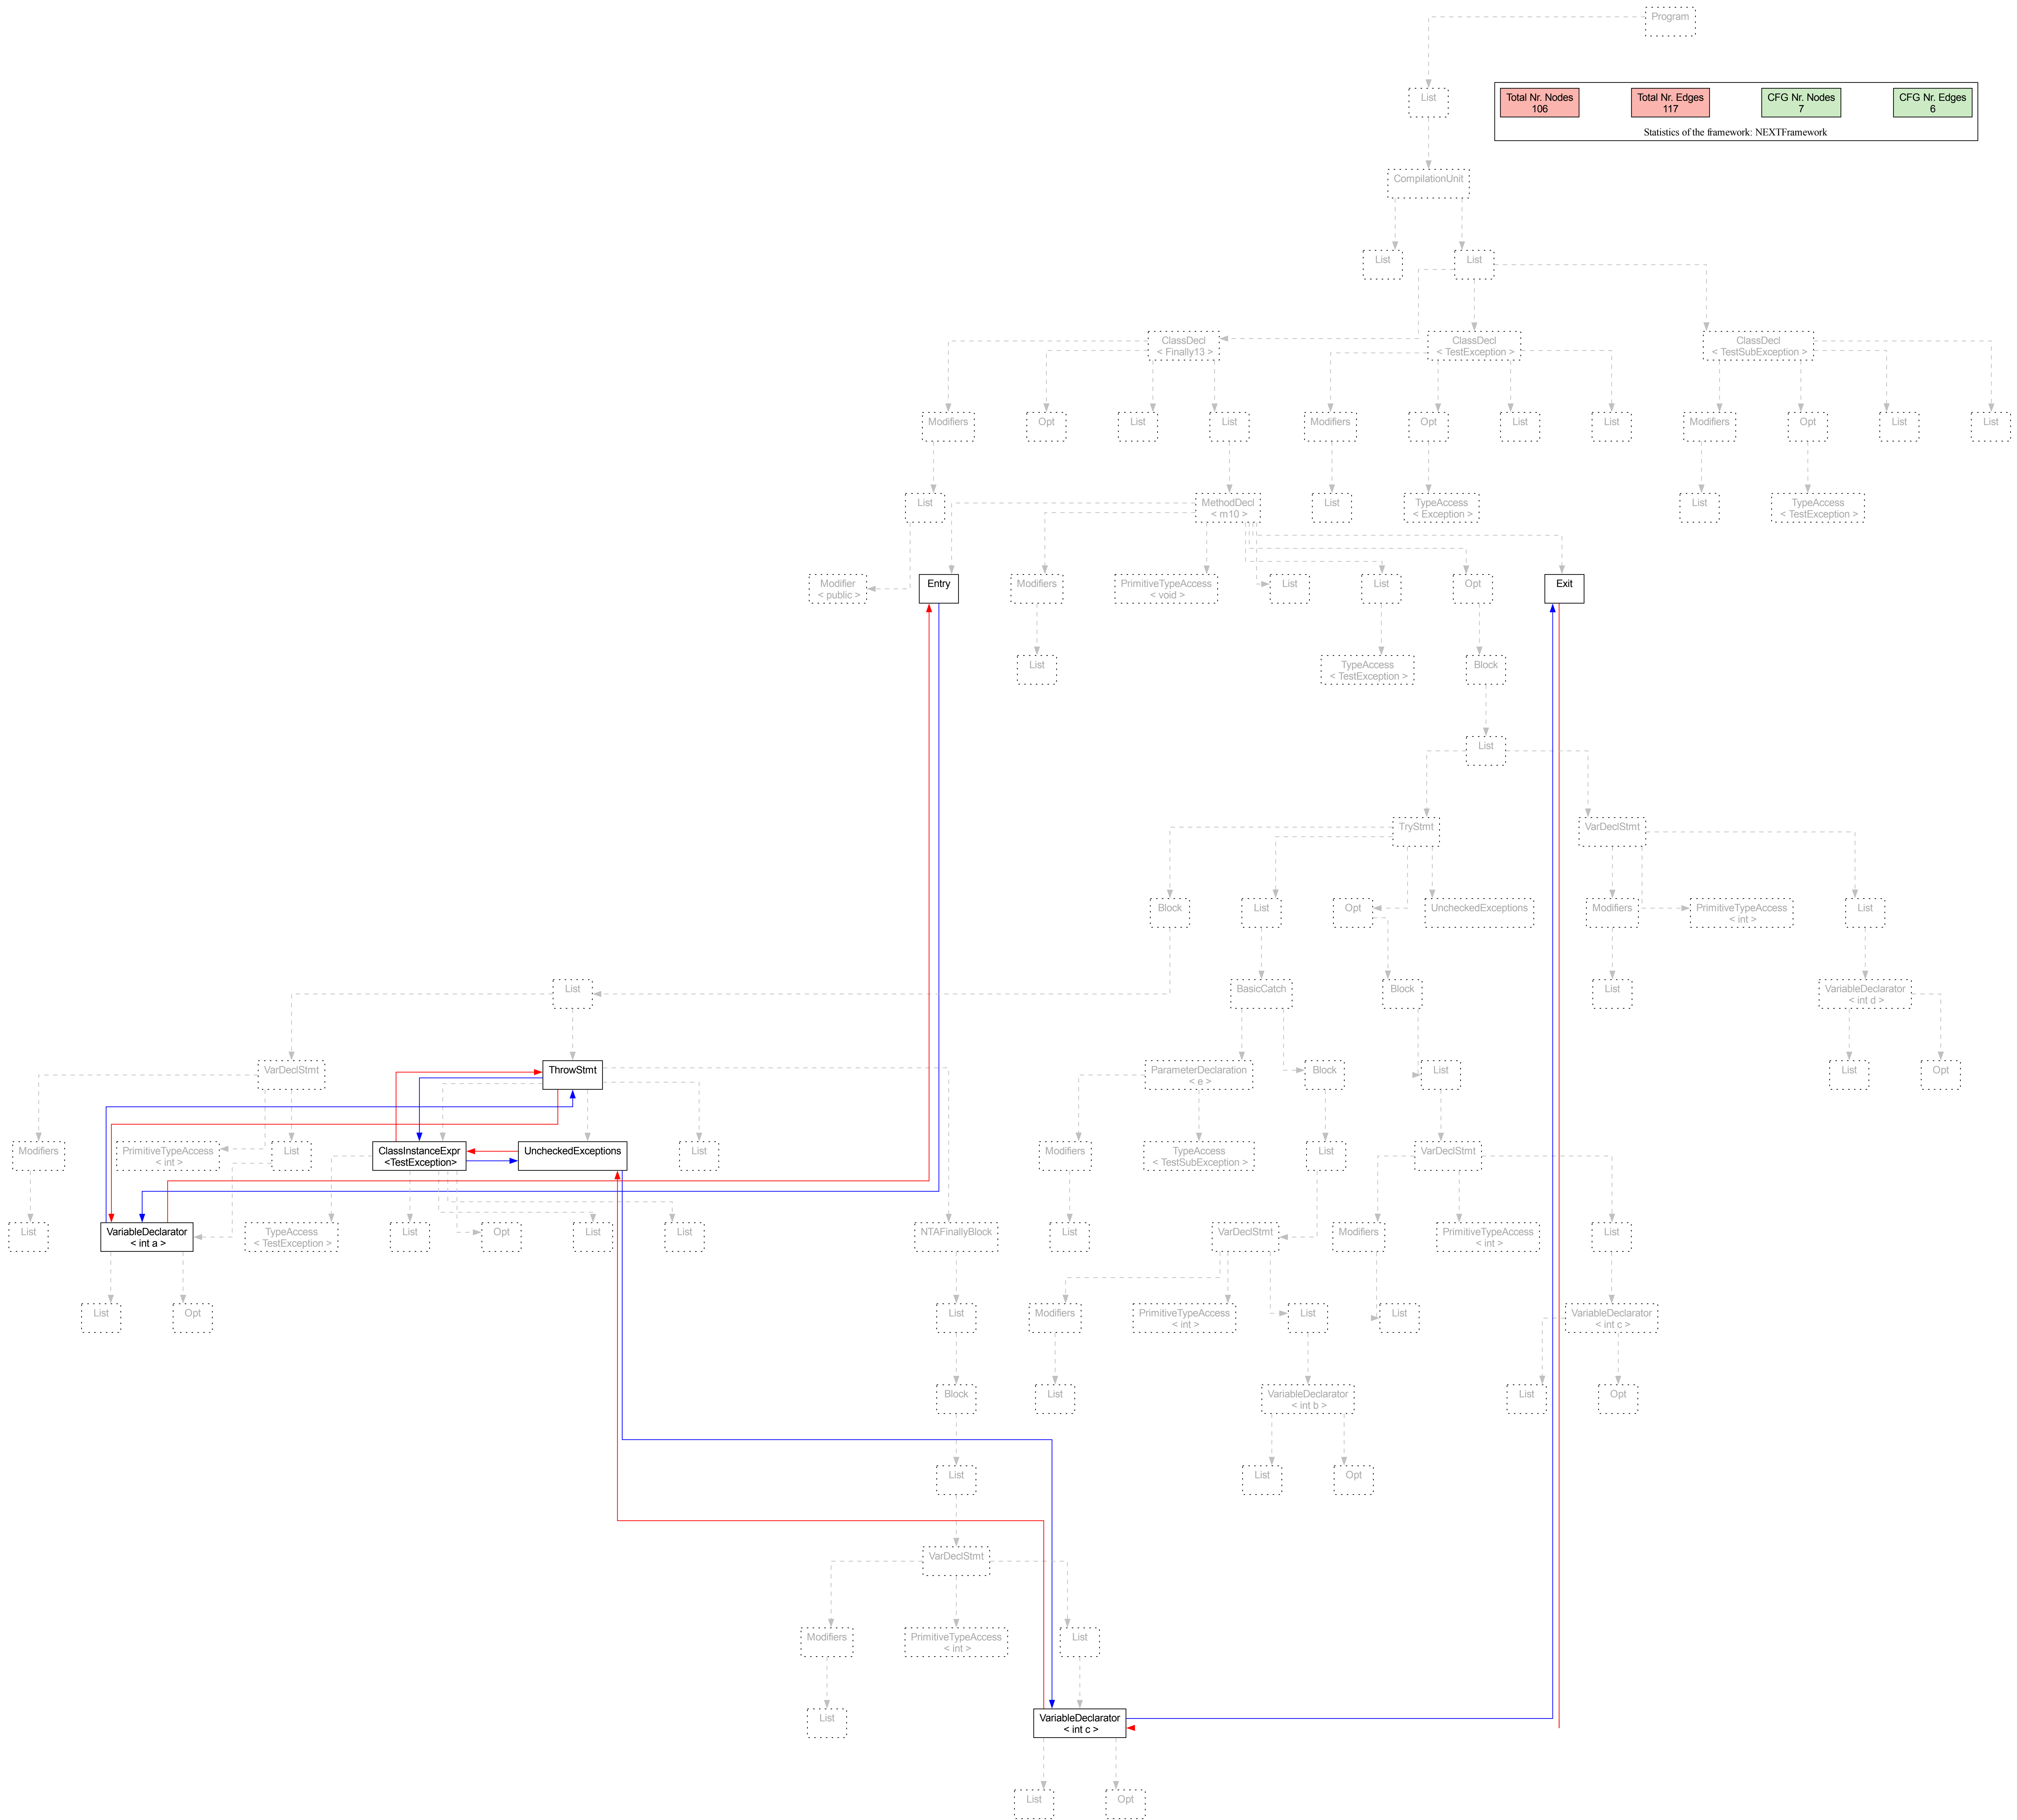 Program
List
Total Nr. Nodes
106
Total Nr. Edges
117
CFG Nr. Nodes
7
CFG Nr. Edges
6
Statistics of the framework: NEXTFramework
CompilationUnit
List
List
ClassDecl
< Finally13 >
ClassDecl
< TestException >
ClassDecl
< TestSubException >
Modifiers
Opt
List
List
Modifiers
Opt
List
List
Modifiers
Opt
List
List
List
MethodDecl
< m10 >
List
TypeAccess
< Exception >
List
TypeAccess
< TestException >
Modifier
< public >
Entry
Modifiers
PrimitiveTypeAccess
< void >
List
List
Opt
Exit
List
TypeAccess
< TestException >
Block
List
TryStmt
VarDeclStmt
Block
List
Opt
UncheckedExceptions
Modifiers
PrimitiveTypeAccess
< int >
List
List
BasicCatch
Block
List
VariableDeclarator
< int d >
VarDeclStmt
ThrowStmt
ParameterDeclaration
< e >
Block
List
List
Opt
Modifiers
PrimitiveTypeAccess
< int >
List
ClassInstanceExpr
<TestException>
UncheckedExceptions
List
Modifiers
TypeAccess
< TestSubException >
List
VarDeclStmt
List
VariableDeclarator
< int a >
TypeAccess
< TestException >
List
Opt
List
List
NTAFinallyBlock
List
VarDeclStmt
Modifiers
PrimitiveTypeAccess
< int >
List
List
Opt
List
Modifiers
PrimitiveTypeAccess
< int >
List
List
VariableDeclarator
< int c >
Block
List
VariableDeclarator
< int b >
List
Opt
List
List
Opt
VarDeclStmt
Modifiers
PrimitiveTypeAccess
< int >
List
List
VariableDeclarator
< int c >
List
Opt